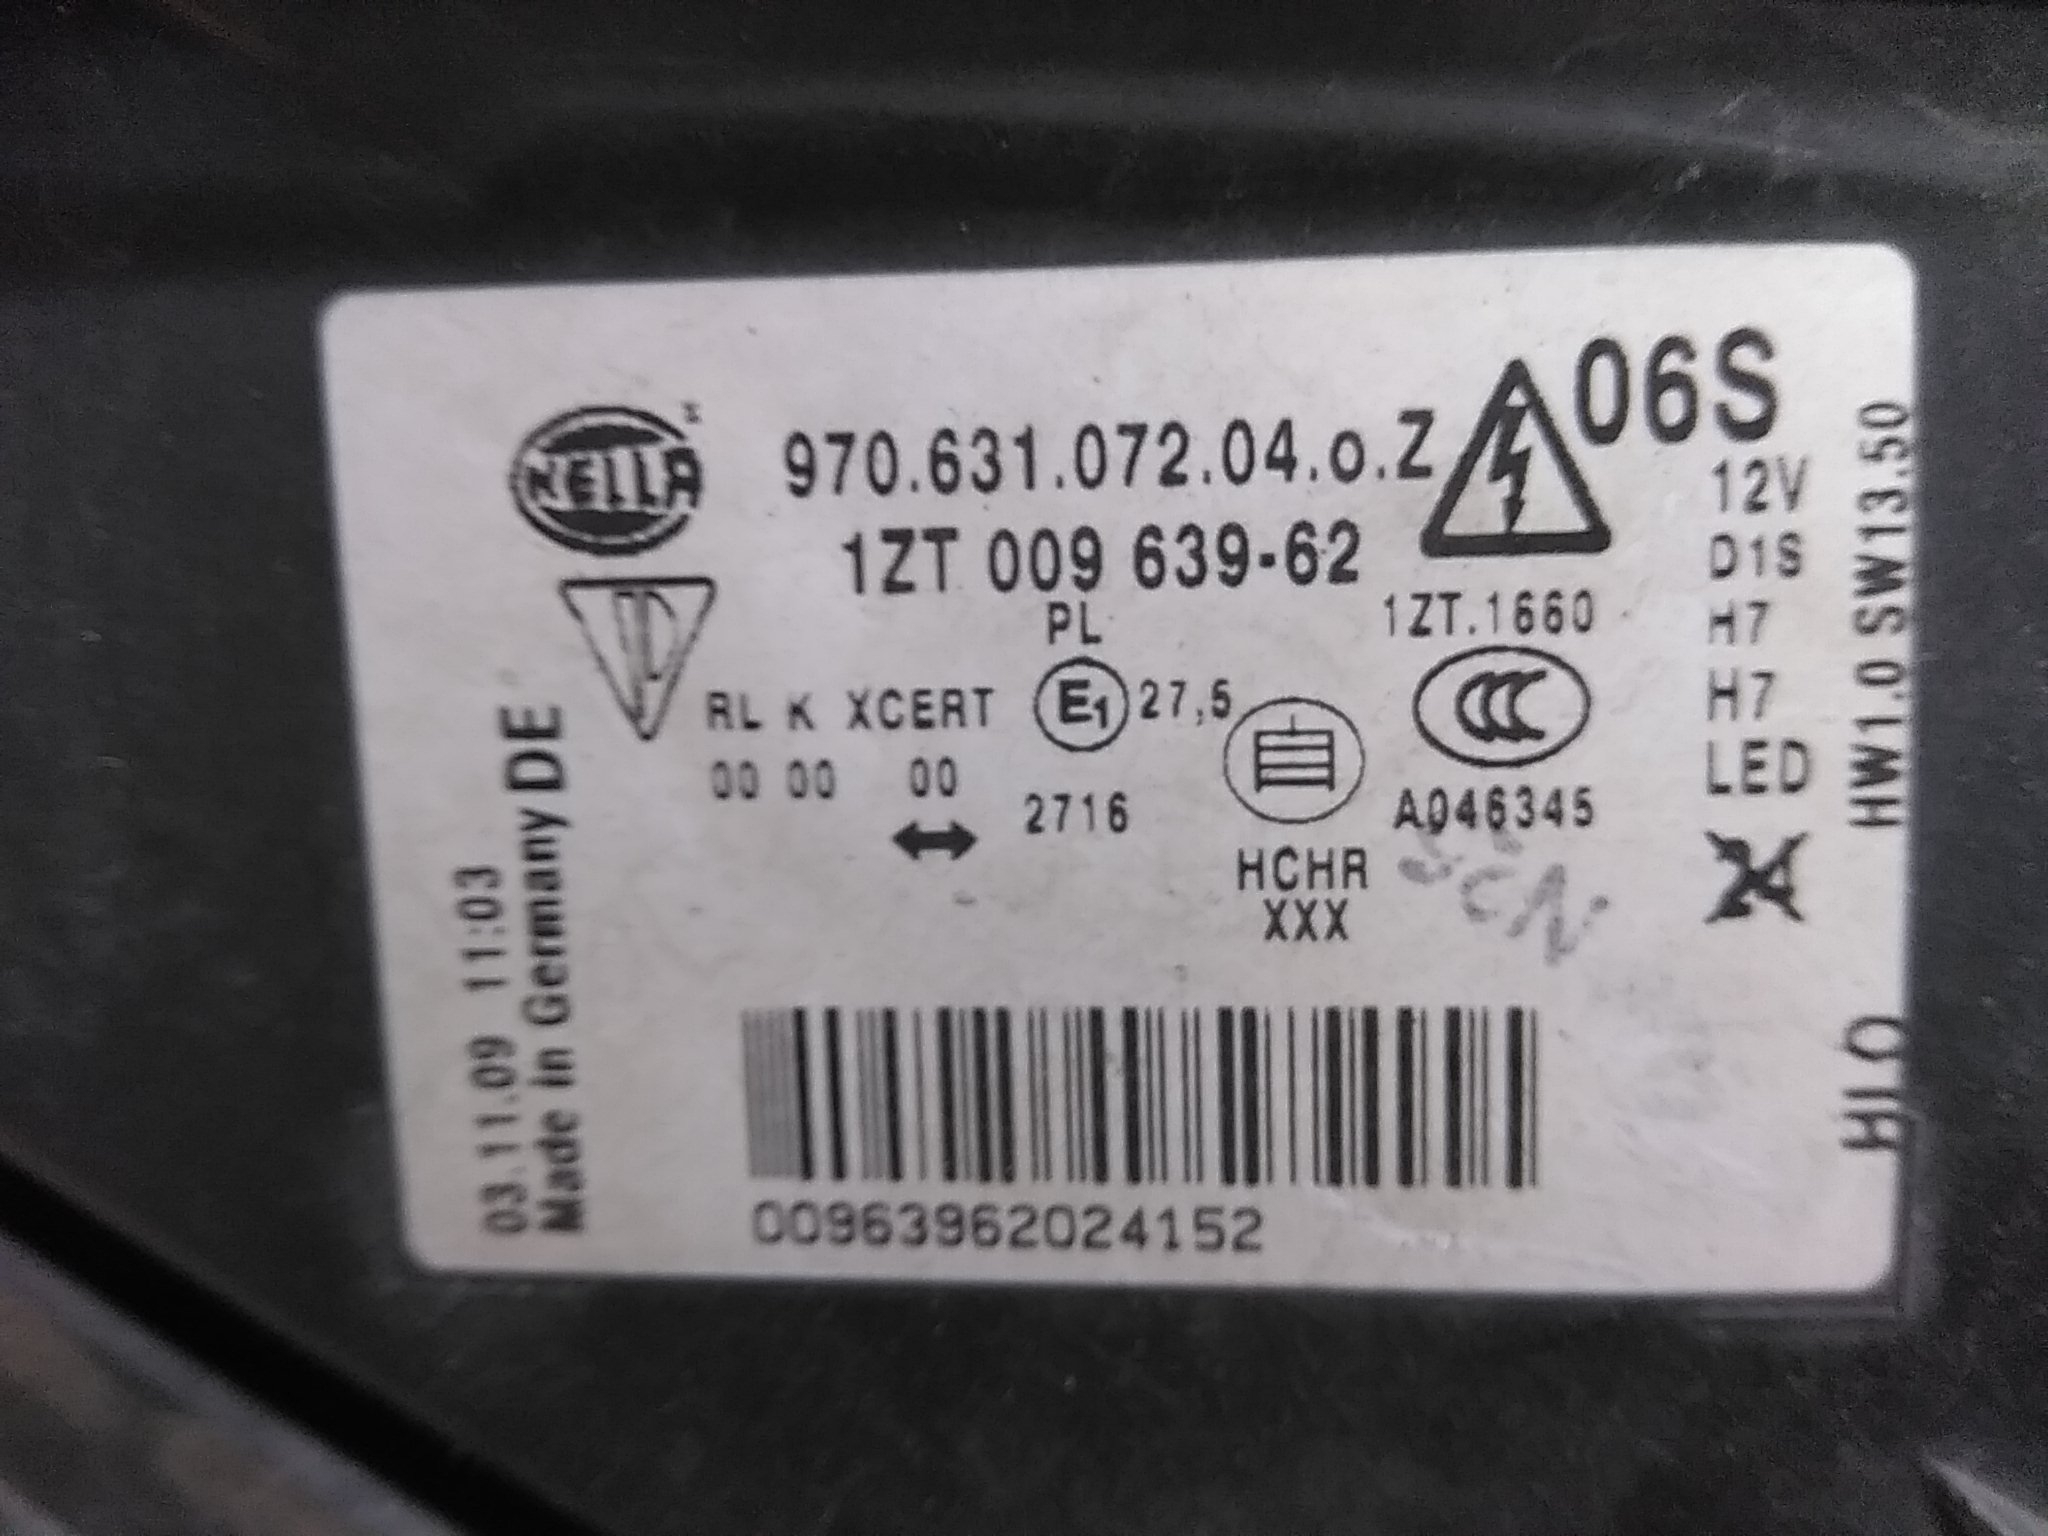 HELLA
970.631.072.04.o.Z
06S
1ZT 009 639-62
12V
D1S
H7
H7
LED
24
PL
1ZT.1660
RL K XCERT
E1 27,5
00 00 00
2716
CCC
A046345
HCHR
XXX
HW1.0 SW13.50
03.11.09 11:03
Made in Germany DE
00963962024152